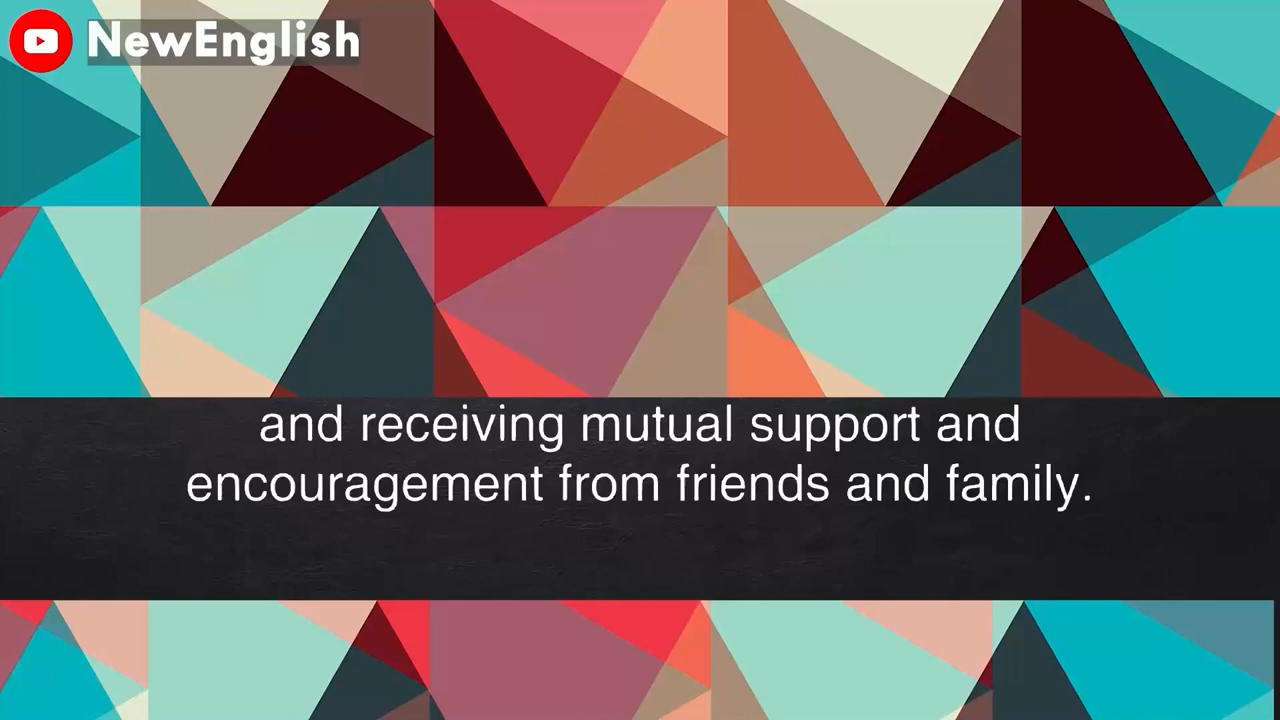 NewEnglish
and receiving mutual support and
encouragement from friends and family.